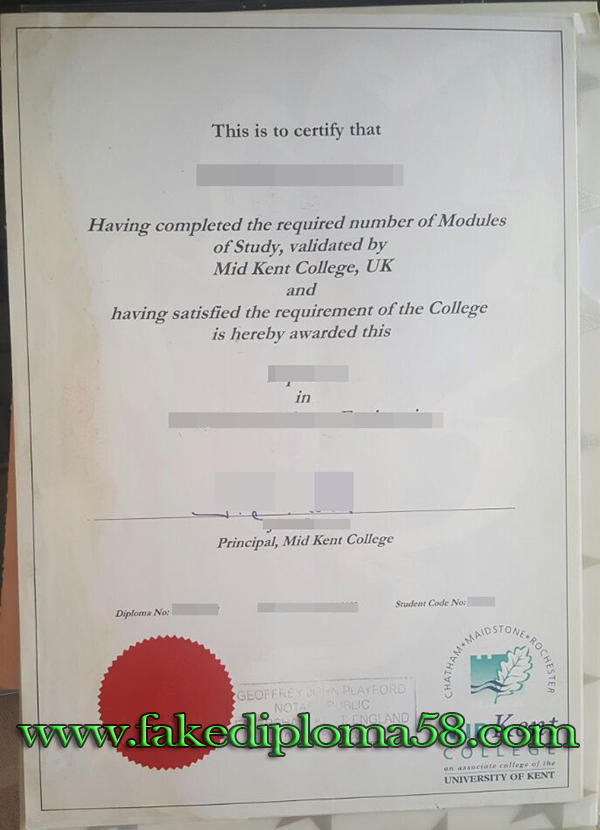 This is to certify that
Having completed the required number of Modules
of Study, validated by
Mid Kent College, UK
and
having satisfied the requirement of the College
is hereby awarded this
in
Principal, Mid Kent College
Diploma No:
Student Code No:
CHATHAM • MAIDSTONE • ROCHESTER
GEOFFREY JOHN PLAYFORD
NOTARY PUBLIC
ENGLAND
www.fakediploma58.com
Kent
COLLEGE
an associate college of the
UNIVERSITY OF KENT